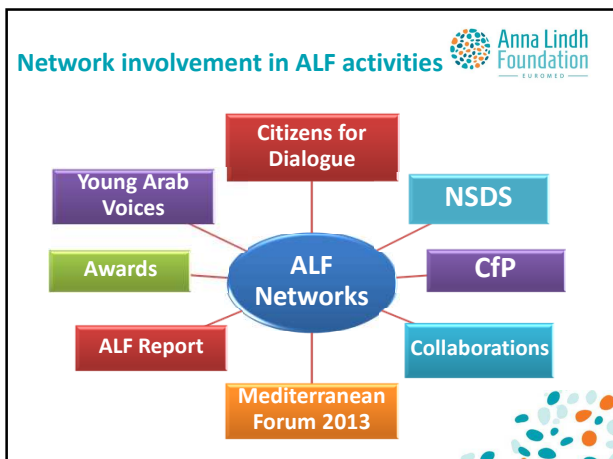 Network involvement in ALF activities
Anna Lindh
Foundation
EUROMED
Citizens for
Dialogue
Young Arab
Voices
NSDS
Awards
ALF
Networks
CfP
ALF Report
Collaborations
Mediterranean
Forum 2013